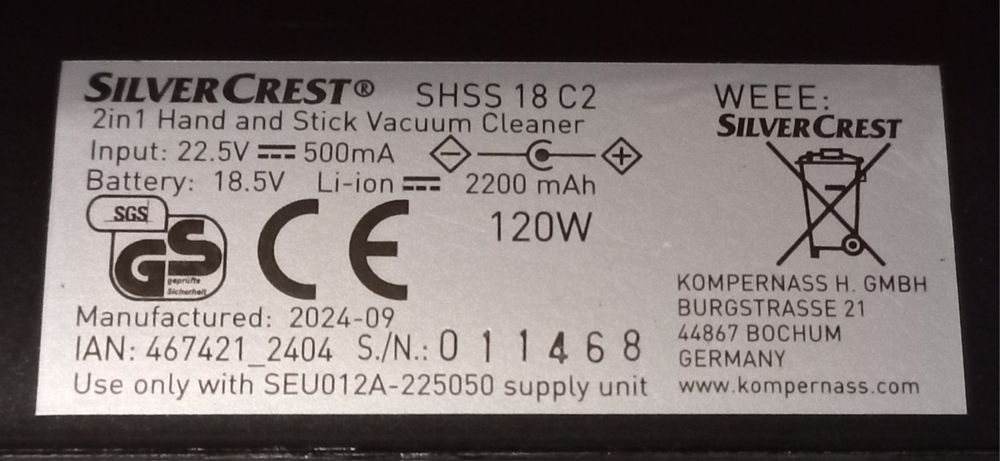 SILVERCREST® SHSS 18 C2
2in1 Hand and Stick Vacuum Cleaner
Input: 22.5V ⎓ 500mA
Battery: 18.5V Li-ion ⎓ 2200 mAh
120W
SGS
GS
geprüfte
Sicherheit
CE
Manufactured: 2024-09
IAN: 467421_2404 S./N.: 011468
Use only with SEU012A-225050 supply unit
WEEE:
SILVERCREST
KOMPERNASS H. GMBH
BURGSTRASSE 21
44867 BOCHUM
GERMANY
www.kompernass.com